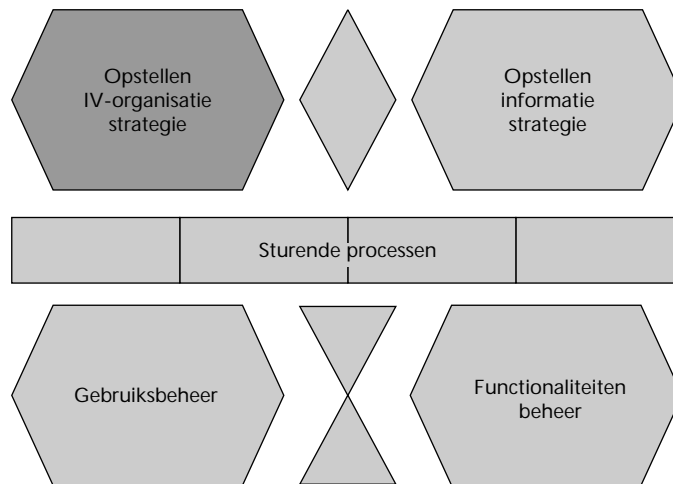 Opstellen
IV-organisatie
strategie
Opstellen
informatie
strategie
Sturende processen
Gebruiksbeheer
Functionaliteiten
beheer